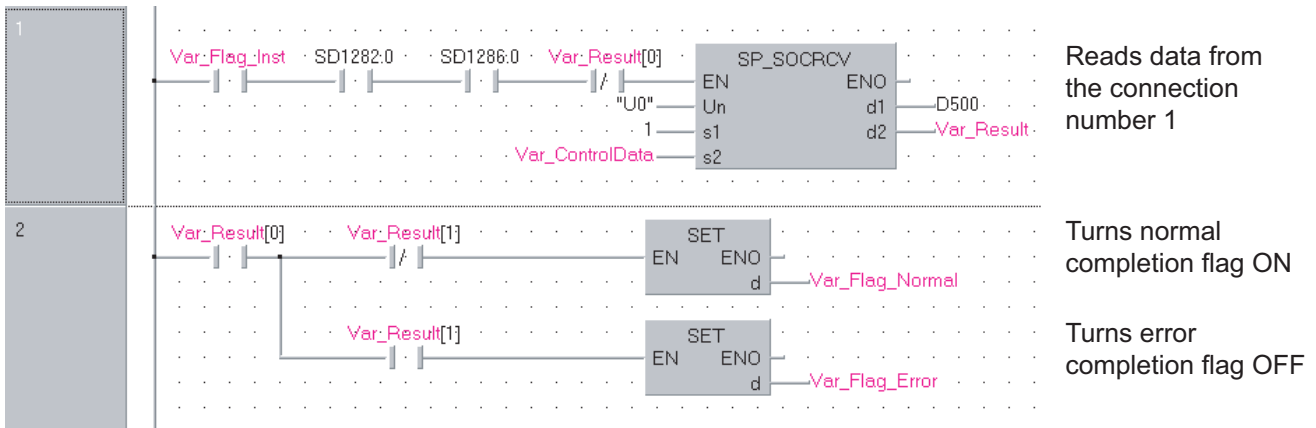 1
Var_Flag_Inst SD1282.0 SD1286.0 Var_Result[0] SP_SOCRCV
EN ENO
"U0" Un d1 D500
1 s1 d2 Var_Result
Var_ControlData s2
Reads data from
the connection
number 1
2
Var_Result[0] Var_Result[1] SET
EN ENO
d Var_Flag_Normal
Turns normal
completion flag ON
Var_Result[1] SET
EN ENO
d Var_Flag_Error
Turns error
completion flag OFF